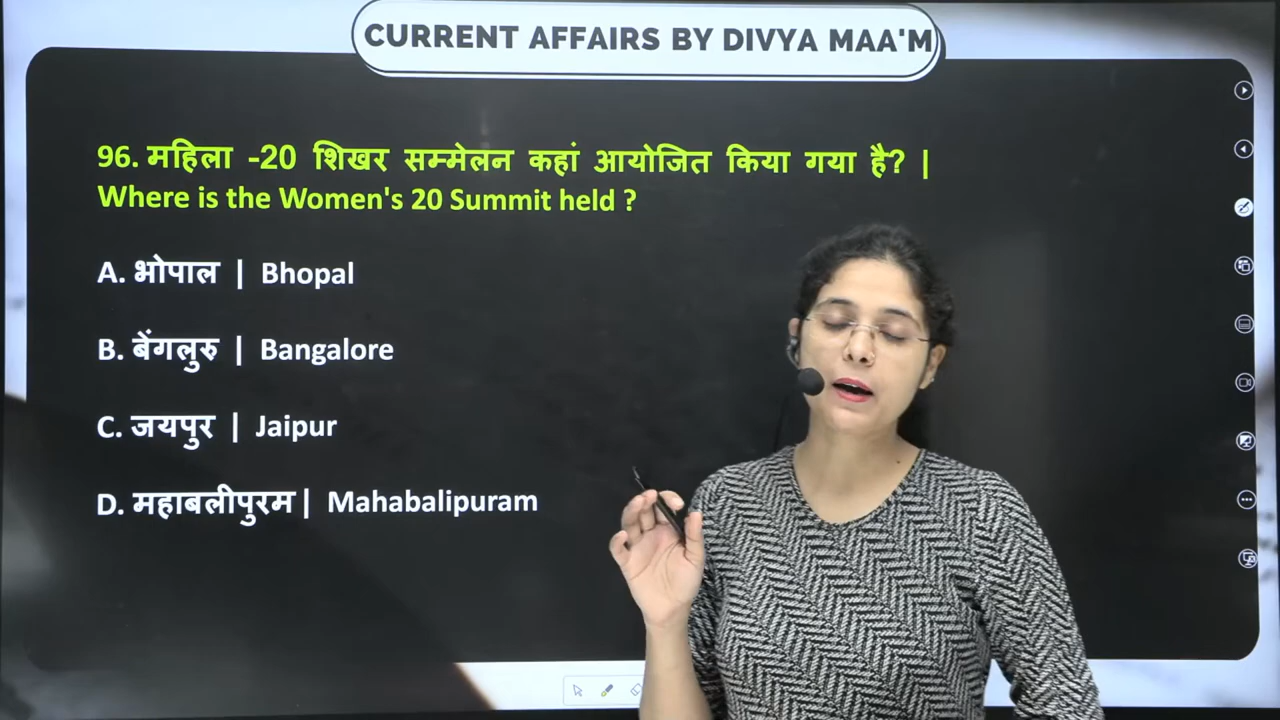 CURRENT AFFAIRS BY DIVYA MAA'M
96. महिला -20 शिखर सम्मेलन कहां आयोजित किया गया है? |
Where is the Women's 20 Summit held ?
A. भोपाल | Bhopal
B. बेंगलुरु | Bangalore
C. जयपुर | Jaipur
D. महाबलीपुरम | Mahabalipuram